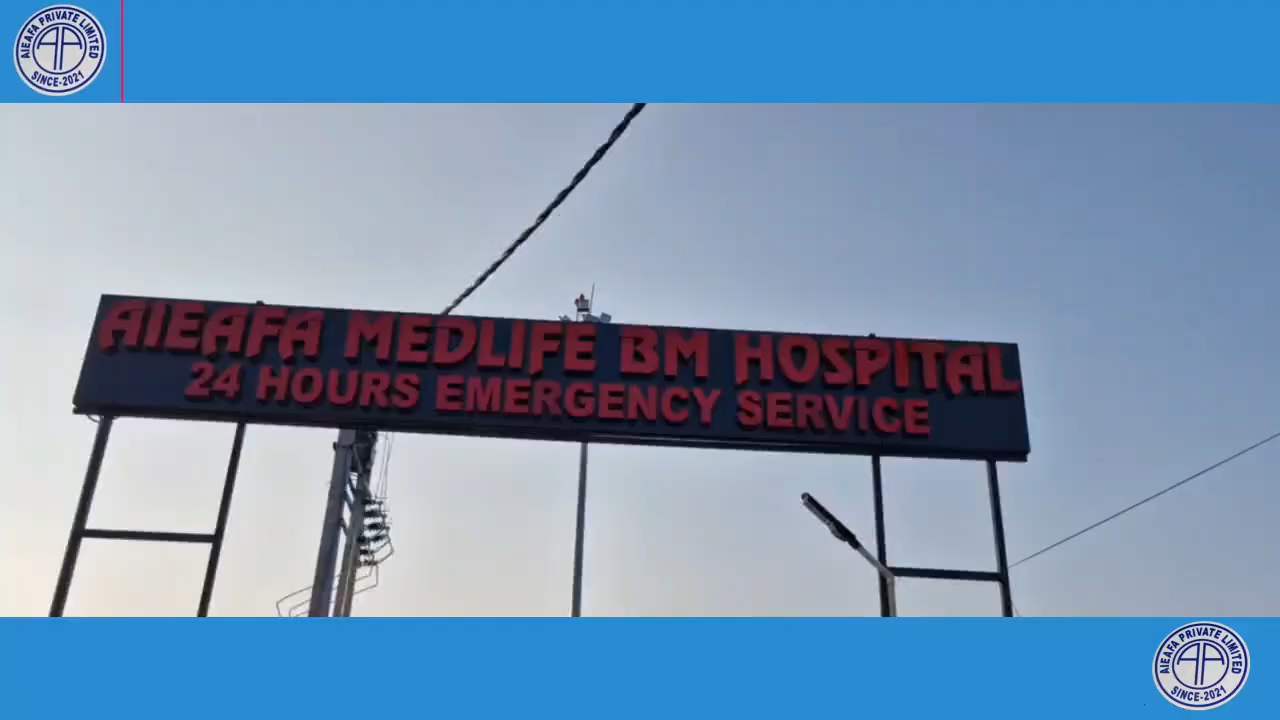 AIEAFA PRIVATE LIMITED
SINCE-2021
AIEAFA MEDLIFE BM HOSPITAL
24 HOURS EMERGENCY SERVICE
AIEAFA PRIVATE LIMITED
SINCE-2021